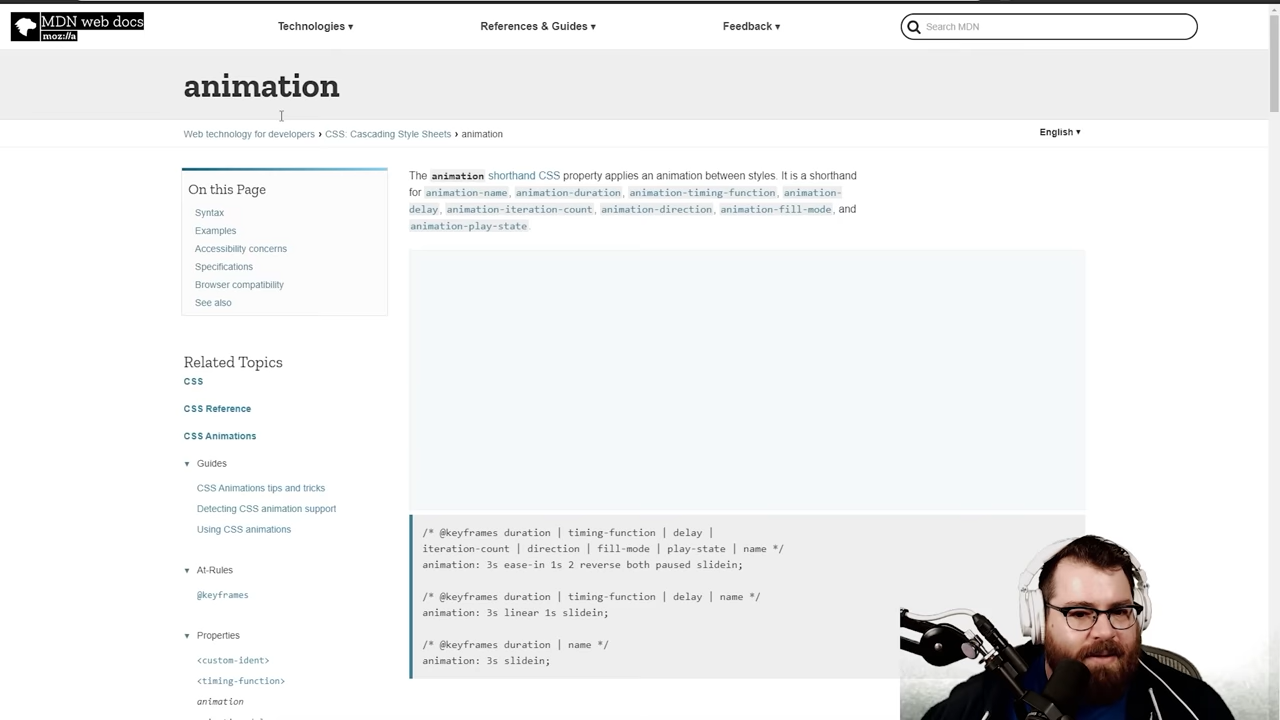 MDN web docs
moz://a
Technologies ▾
References & Guides ▾
Feedback ▾
Search MDN
animation
Web technology for developers › CSS: Cascading Style Sheets › animation
English ▾
On this Page
Syntax
Examples
Accessibility concerns
Specifications
Browser compatibility
See also
Related Topics
CSS
CSS Reference
CSS Animations
▼ Guides
CSS Animations tips and tricks
Detecting CSS animation support
Using CSS animations
▼ At-Rules
@keyframes
▼ Properties
<custom-ident>
<timing-function>
animation
The animation shorthand CSS property applies an animation between styles. It is a shorthand
for animation-name, animation-duration, animation-timing-function, animation-
delay, animation-iteration-count, animation-direction, animation-fill-mode, and
animation-play-state.
/* @keyframes duration | timing-function | delay |
iteration-count | direction | fill-mode | play-state | name */
animation: 3s ease-in 1s 2 reverse both paused slidein;
/* @keyframes duration | timing-function | delay | name */
animation: 3s linear 1s slidein;
/* @keyframes duration | name */
animation: 3s slidein;